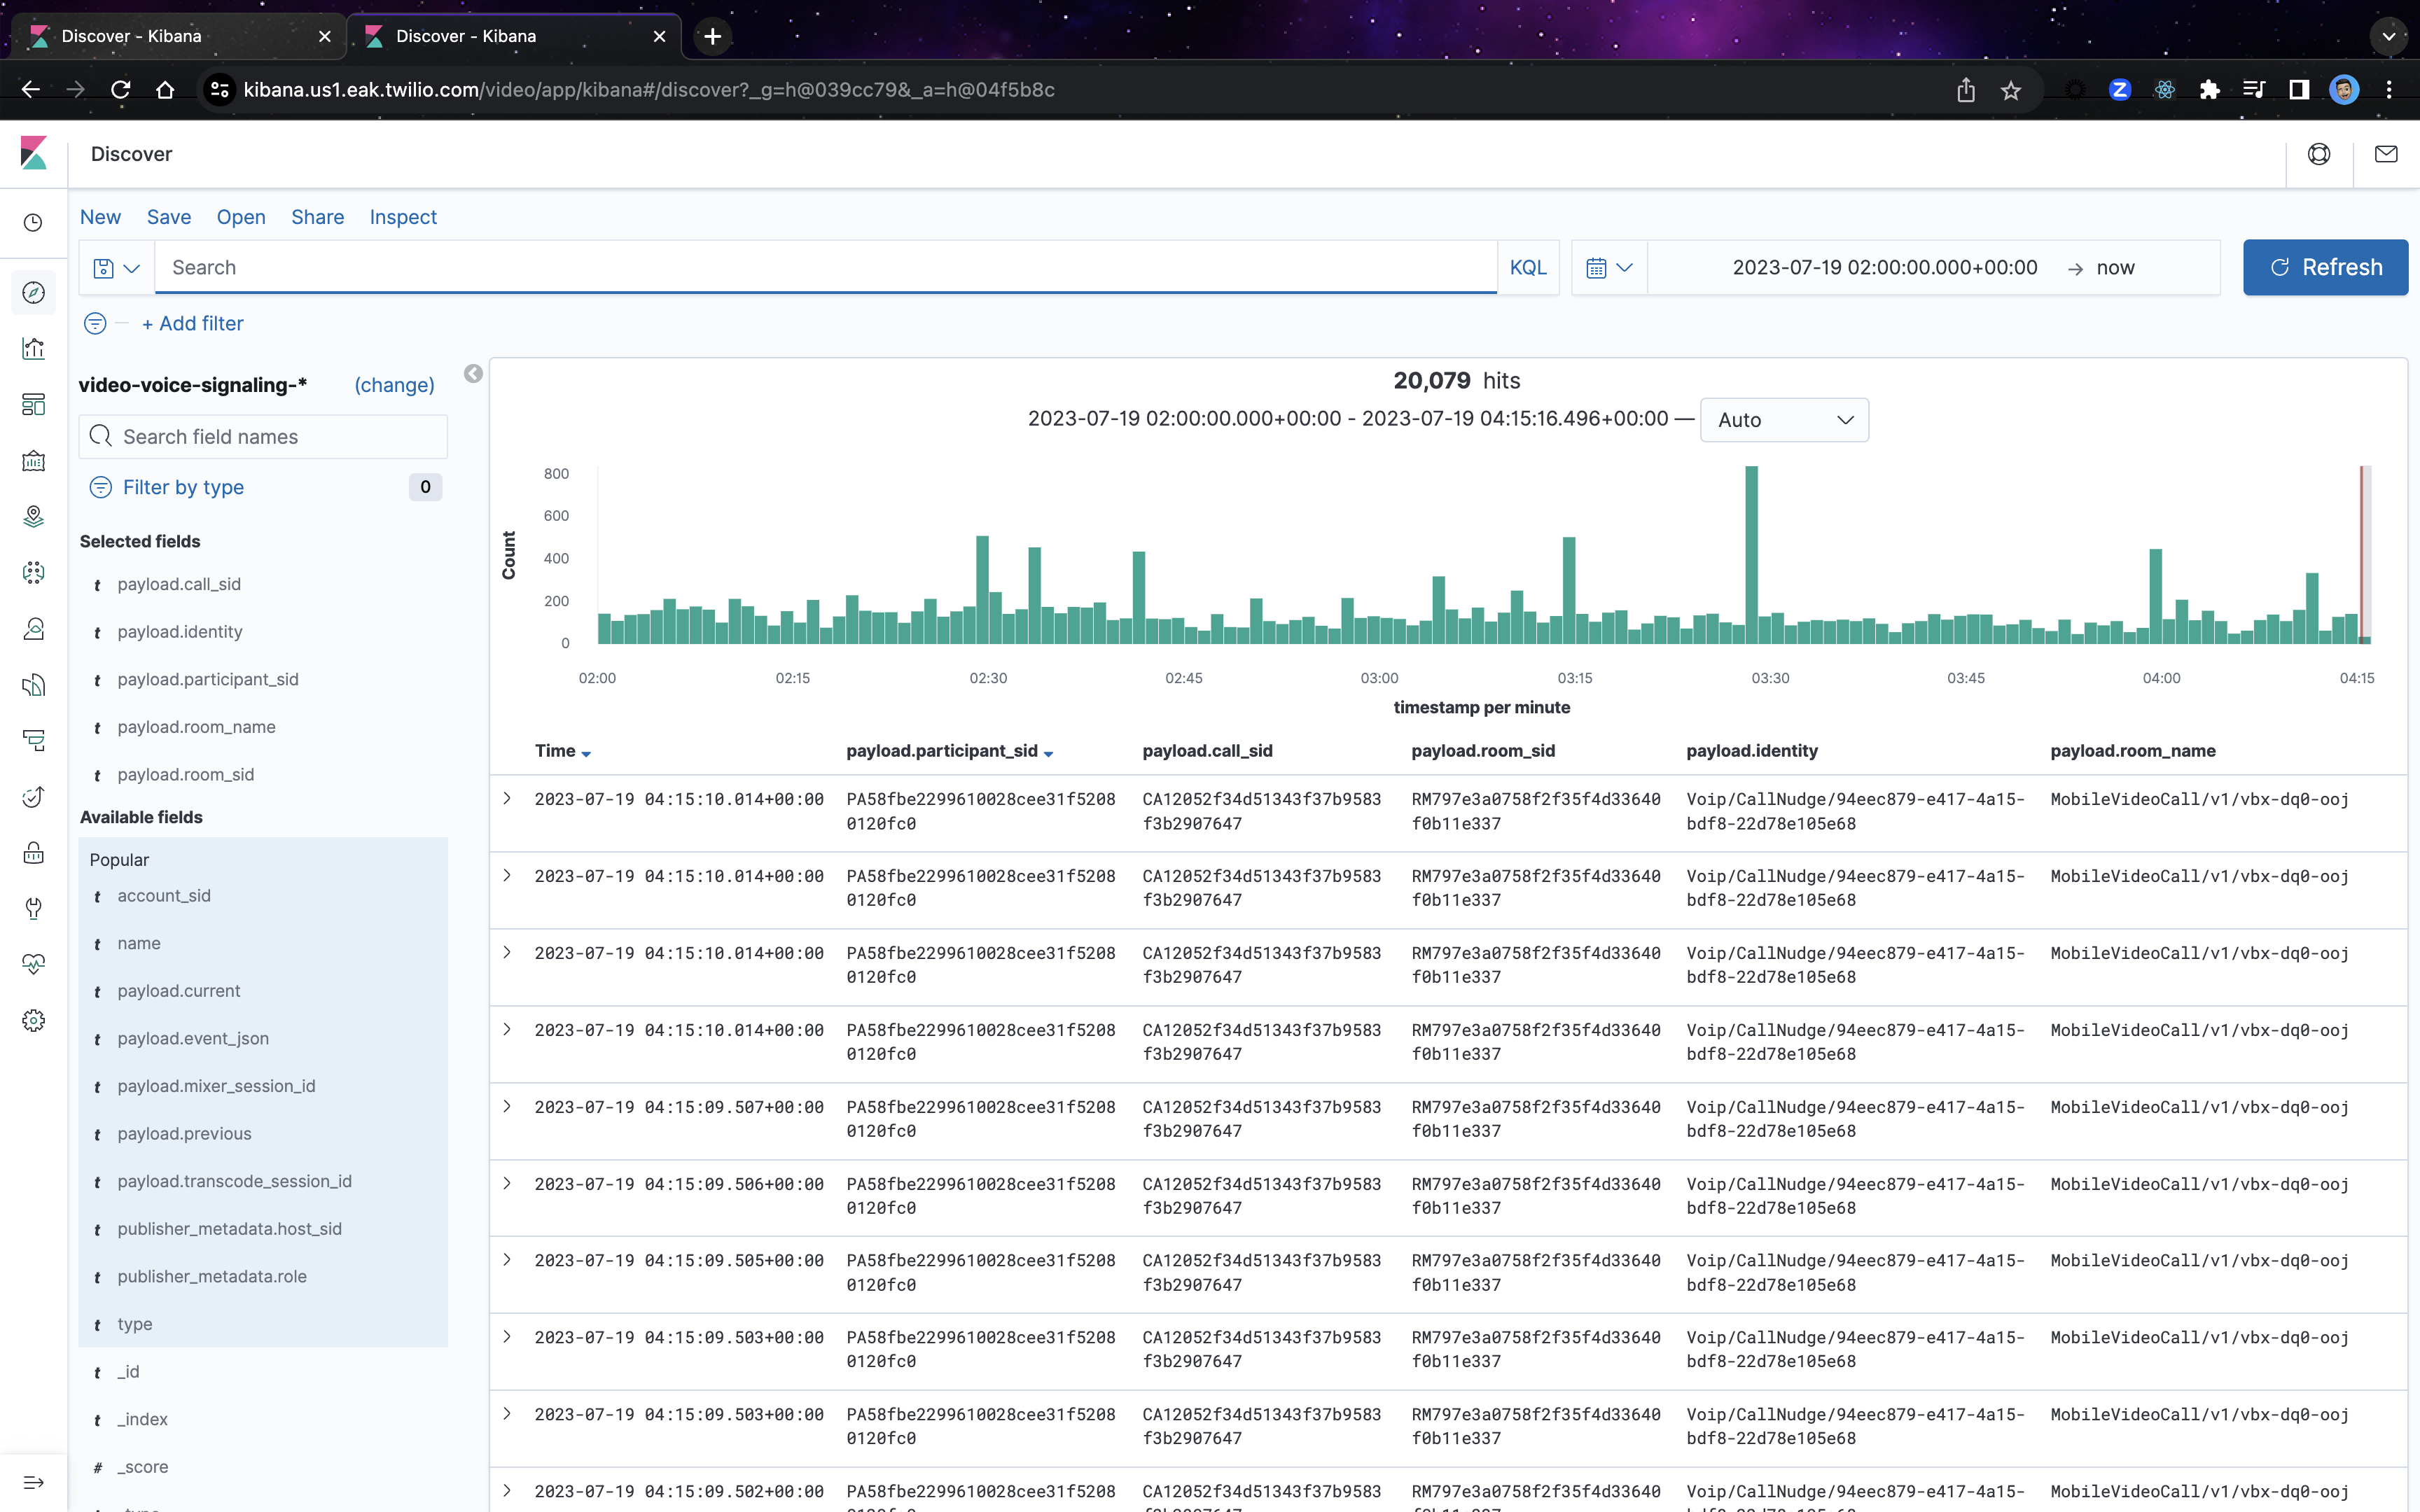 Discover - Kibana
Discover - Kibana
kibana.us1.eak.twilio.com/video/app/kibana#/discover?_g=h@039cc79&_a=h@04f5b8c
Discover
New Save Open Share Inspect
Search KQL 2023-07-19 02:00:00.000+00:00 → now Refresh
+ Add filter
video-voice-signaling-* (change)
Search field names
Filter by type 0
Selected fields
t payload.call_sid
t payload.identity
t payload.participant_sid
t payload.room_name
t payload.room_sid
Available fields
Popular
t account_sid
t name
t payload.current
t payload.event_json
t payload.mixer_session_id
t payload.previous
t payload.transcode_session_id
t publisher_metadata.host_sid
t publisher_metadata.role
t type
t _id
t _index
# _score
20,079 hits
2023-07-19 02:00:00.000+00:00 - 2023-07-19 04:15:16.496+00:00 — Auto
Count
800
600
400
200
0
02:00 02:15 02:30 02:45 03:00 03:15 03:30 03:45 04:00 04:15
timestamp per minute
Time payload.participant_sid payload.call_sid payload.room_sid payload.identity payload.room_name
2023-07-19 04:15:10.014+00:00 PA58fbe2299610028cee31f5208 CA12052f34d51343f37b9583 RM797e3a0758f2f35f4d33640 Voip/CallNudge/94eec879-e417-4a15- MobileVideoCall/v1/vbx-dq0-ooj
0120fc0 f3b2907647 f0b11e337 bdf8-22d78e105e68
2023-07-19 04:15:10.014+00:00 PA58fbe2299610028cee31f5208 CA12052f34d51343f37b9583 RM797e3a0758f2f35f4d33640 Voip/CallNudge/94eec879-e417-4a15- MobileVideoCall/v1/vbx-dq0-ooj
0120fc0 f3b2907647 f0b11e337 bdf8-22d78e105e68
2023-07-19 04:15:10.014+00:00 PA58fbe2299610028cee31f5208 CA12052f34d51343f37b9583 RM797e3a0758f2f35f4d33640 Voip/CallNudge/94eec879-e417-4a15- MobileVideoCall/v1/vbx-dq0-ooj
0120fc0 f3b2907647 f0b11e337 bdf8-22d78e105e68
2023-07-19 04:15:10.014+00:00 PA58fbe2299610028cee31f5208 CA12052f34d51343f37b9583 RM797e3a0758f2f35f4d33640 Voip/CallNudge/94eec879-e417-4a15- MobileVideoCall/v1/vbx-dq0-ooj
0120fc0 f3b2907647 f0b11e337 bdf8-22d78e105e68
2023-07-19 04:15:09.507+00:00 PA58fbe2299610028cee31f5208 CA12052f34d51343f37b9583 RM797e3a0758f2f35f4d33640 Voip/CallNudge/94eec879-e417-4a15- MobileVideoCall/v1/vbx-dq0-ooj
0120fc0 f3b2907647 f0b11e337 bdf8-22d78e105e68
2023-07-19 04:15:09.506+00:00 PA58fbe2299610028cee31f5208 CA12052f34d51343f37b9583 RM797e3a0758f2f35f4d33640 Voip/CallNudge/94eec879-e417-4a15- MobileVideoCall/v1/vbx-dq0-ooj
0120fc0 f3b2907647 f0b11e337 bdf8-22d78e105e68
2023-07-19 04:15:09.505+00:00 PA58fbe2299610028cee31f5208 CA12052f34d51343f37b9583 RM797e3a0758f2f35f4d33640 Voip/CallNudge/94eec879-e417-4a15- MobileVideoCall/v1/vbx-dq0-ooj
0120fc0 f3b2907647 f0b11e337 bdf8-22d78e105e68
2023-07-19 04:15:09.503+00:00 PA58fbe2299610028cee31f5208 CA12052f34d51343f37b9583 RM797e3a0758f2f35f4d33640 Voip/CallNudge/94eec879-e417-4a15- MobileVideoCall/v1/vbx-dq0-ooj
0120fc0 f3b2907647 f0b11e337 bdf8-22d78e105e68
2023-07-19 04:15:09.503+00:00 PA58fbe2299610028cee31f5208 CA12052f34d51343f37b9583 RM797e3a0758f2f35f4d33640 Voip/CallNudge/94eec879-e417-4a15- MobileVideoCall/v1/vbx-dq0-ooj
0120fc0 f3b2907647 f0b11e337 bdf8-22d78e105e68
2023-07-19 04:15:09.502+00:00 PA58fbe2299610028cee31f5208 CA12052f34d51343f37b9583 RM797e3a0758f2f35f4d33640 Voip/CallNudge/94eec879-e417-4a15- MobileVideoCall/v1/vbx-dq0-ooj